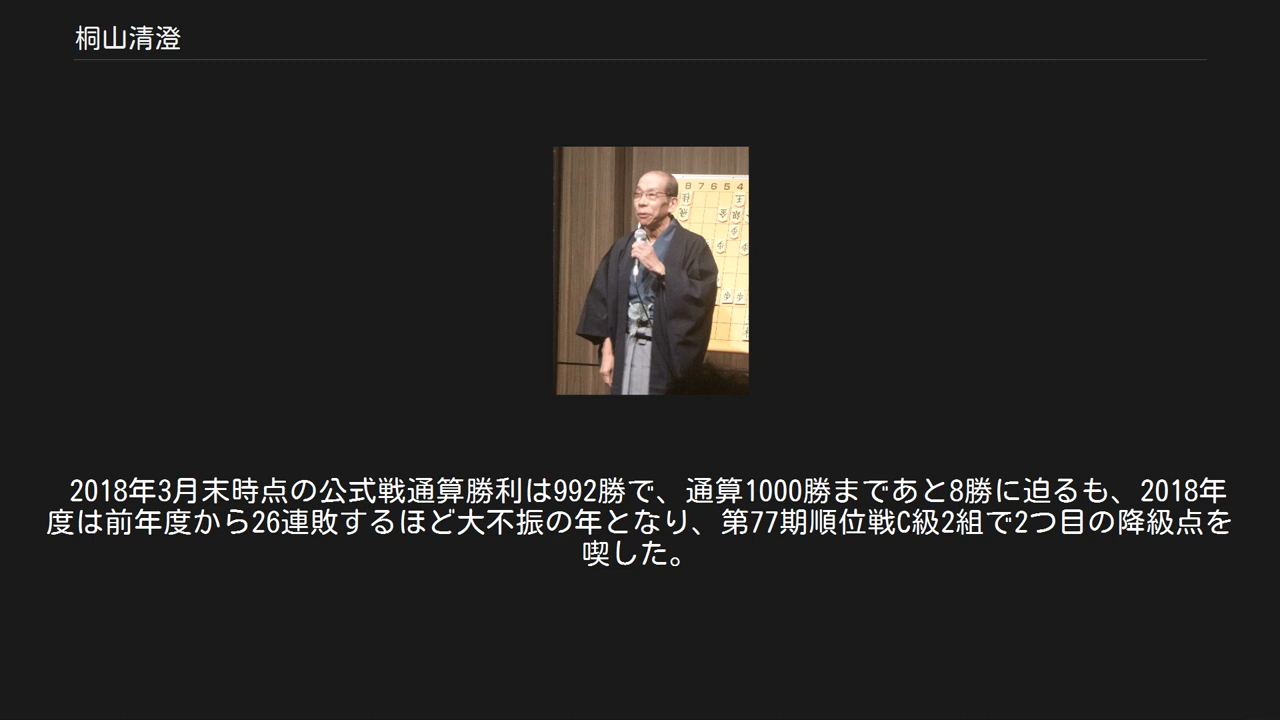 桐山清澄
8 7 6 5 4
2018年3月末時点の公式戦通算勝利は992勝で、通算1000勝まであと8勝に迫るも、2018年
度は前年度から26連敗するほど大不振の年となり、第77期順位戦C級2組で2つ目の降級点を
喫した。